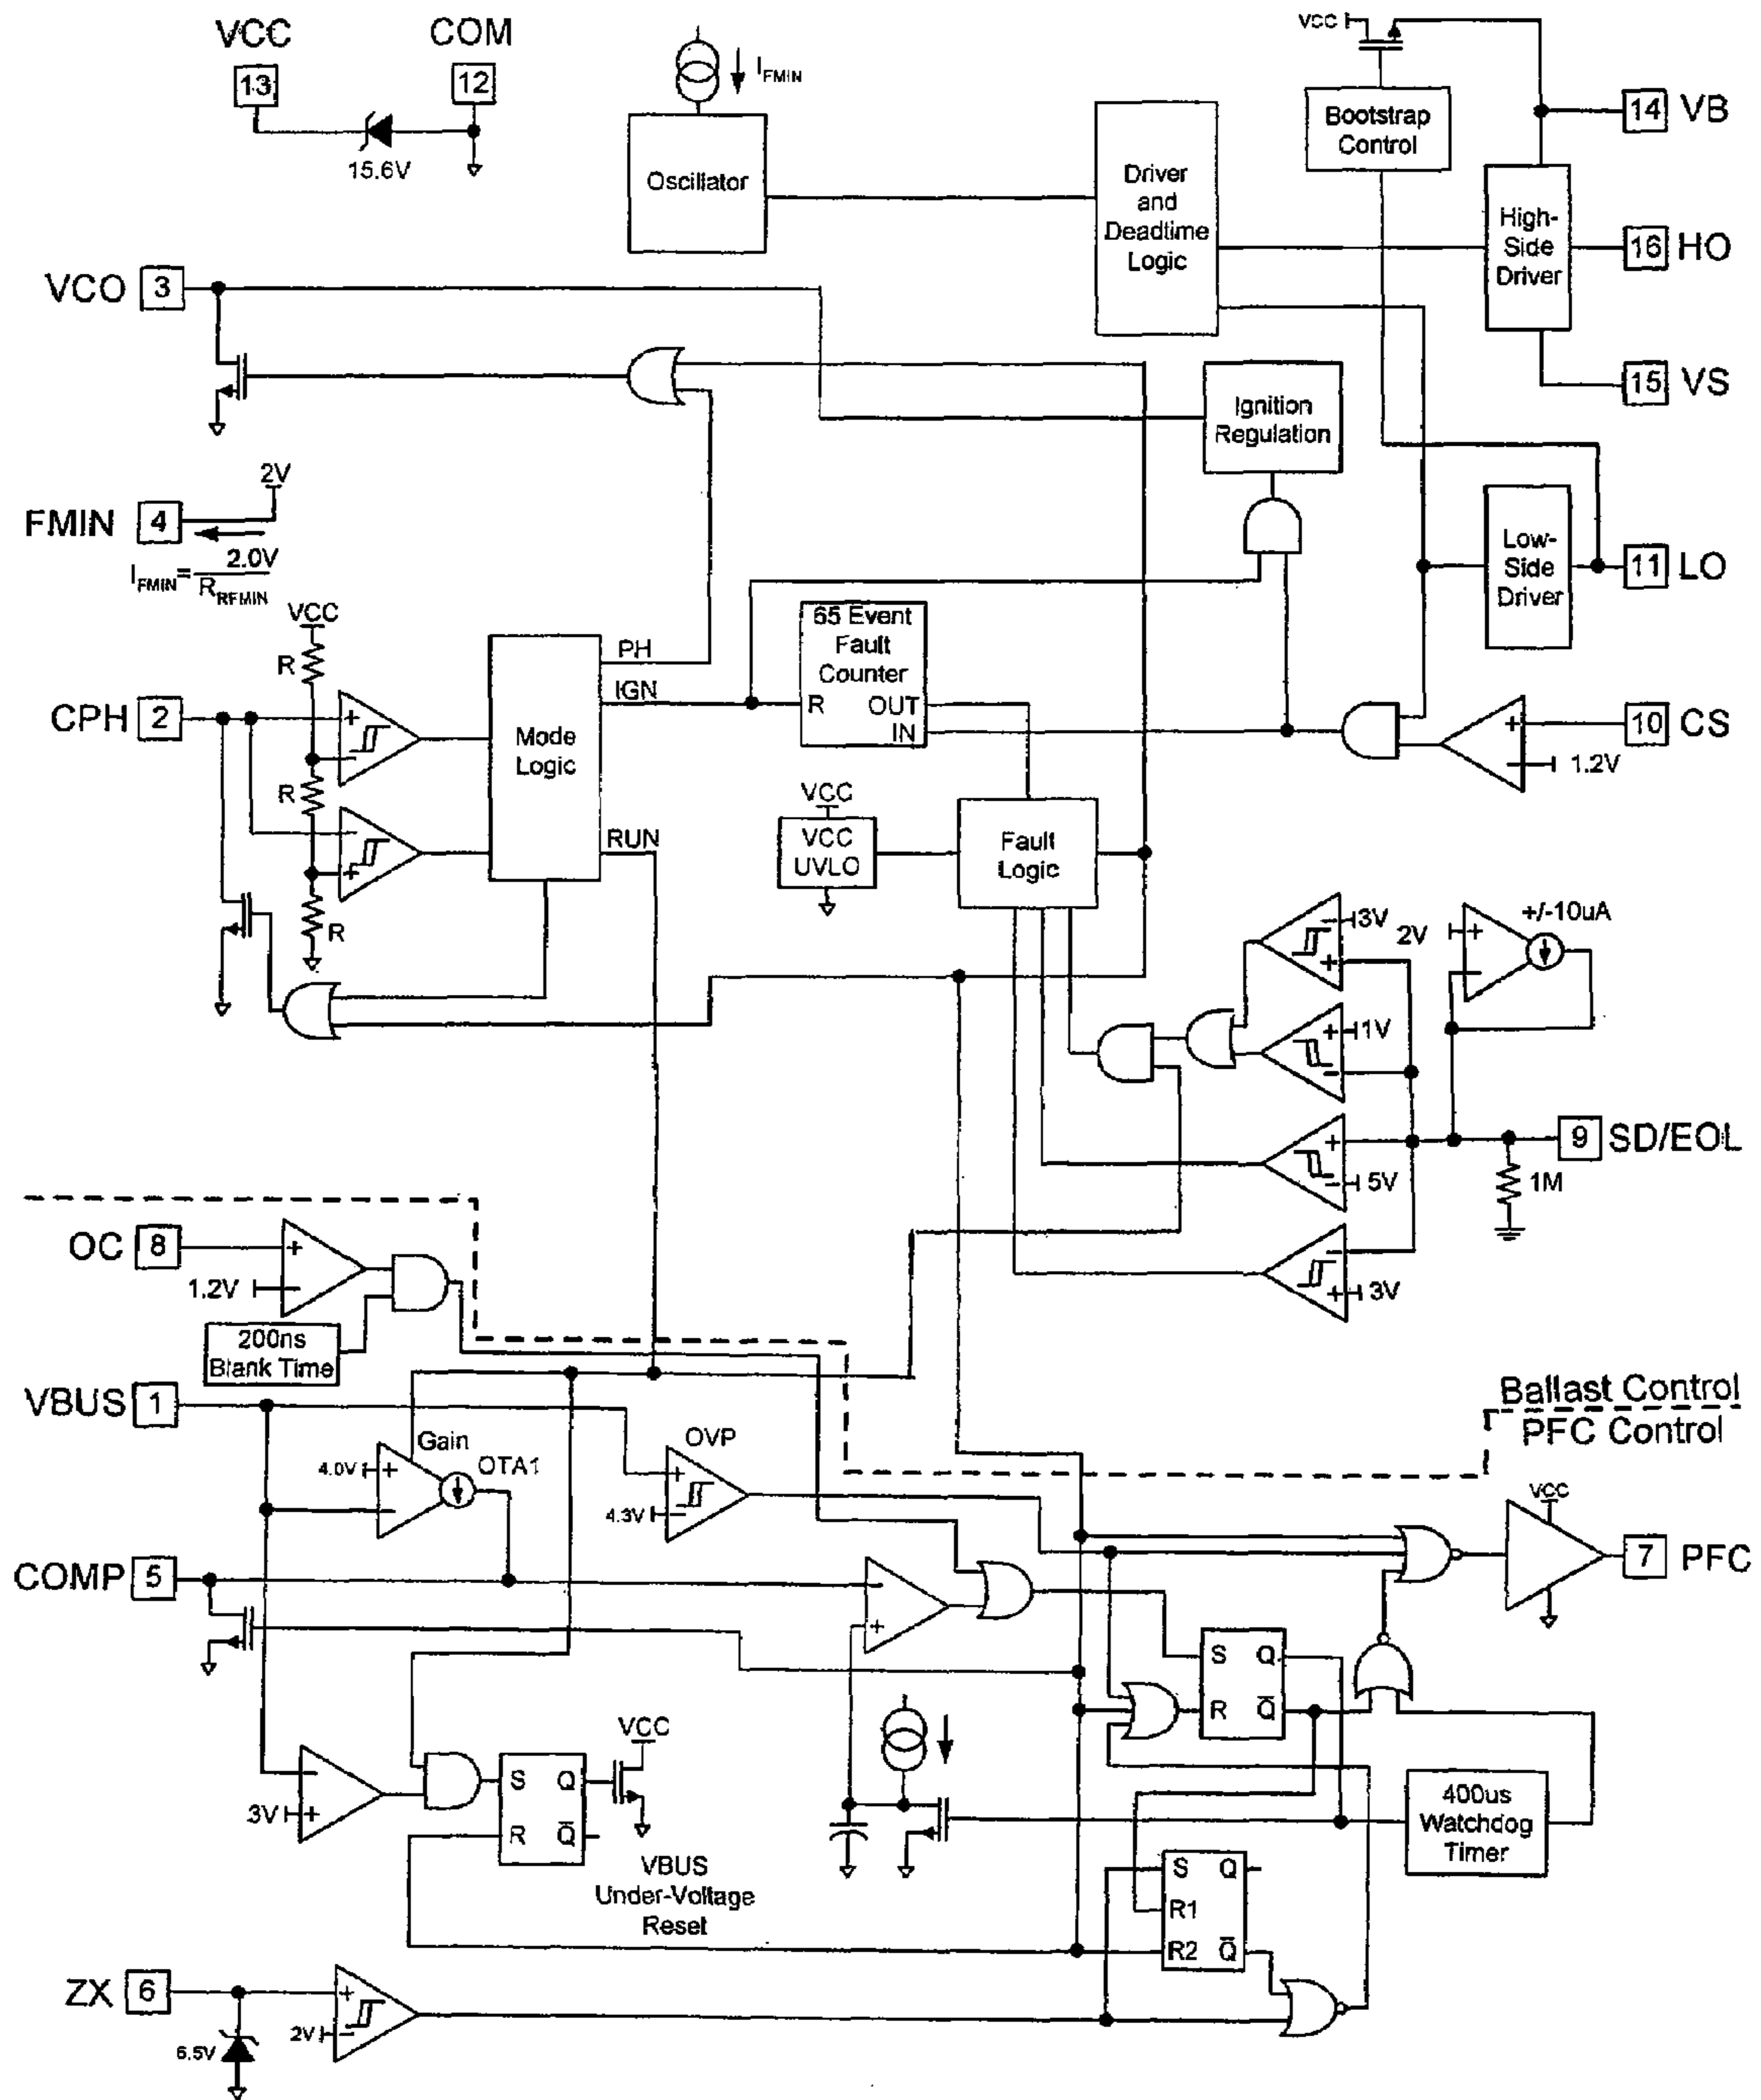 VCC COM
13 12
15.6V
I_FMIN
Oscillator
Driver
and
Deadtime
Logic
VCC
Bootstrap
Control
14 VB
High-
Side
Driver
16 HO
15 VS
VCO 3
Ignition
Regulation
2V
FMIN 4
I_FMIN = 2.0V / R_RFMIN
Low-
Side
Driver
11 LO
VCC
R
R
R
CPH 2
+
−
−
+
Mode
Logic
PH
IGN
RUN
65 Event
Fault
Counter
R OUT
IN
+
−
1.2V
10 CS
VCC
VCC
UVLO
Fault
Logic
− 3V
+
+ 1V
−
+
− 5V
−
+ 3V
+/-10uA
2V +
−
9 SD/EOL
1M
OC 8
+
1.2V −
200ns
Blank Time
VBUS 1
Ballast Control
PFC Control
Gain
4.0V +
−
OTA1
OVP
+
4.3V −
COMP 5
−
+
VCC
7 PFC
S Q
R Q̅
−
3V +
S Q
R Q̅
VCC
VBUS
Under-Voltage
Reset
400us
Watchdog
Timer
S Q
R1
R2 Q̅
ZX 6
+
2V −
6.5V